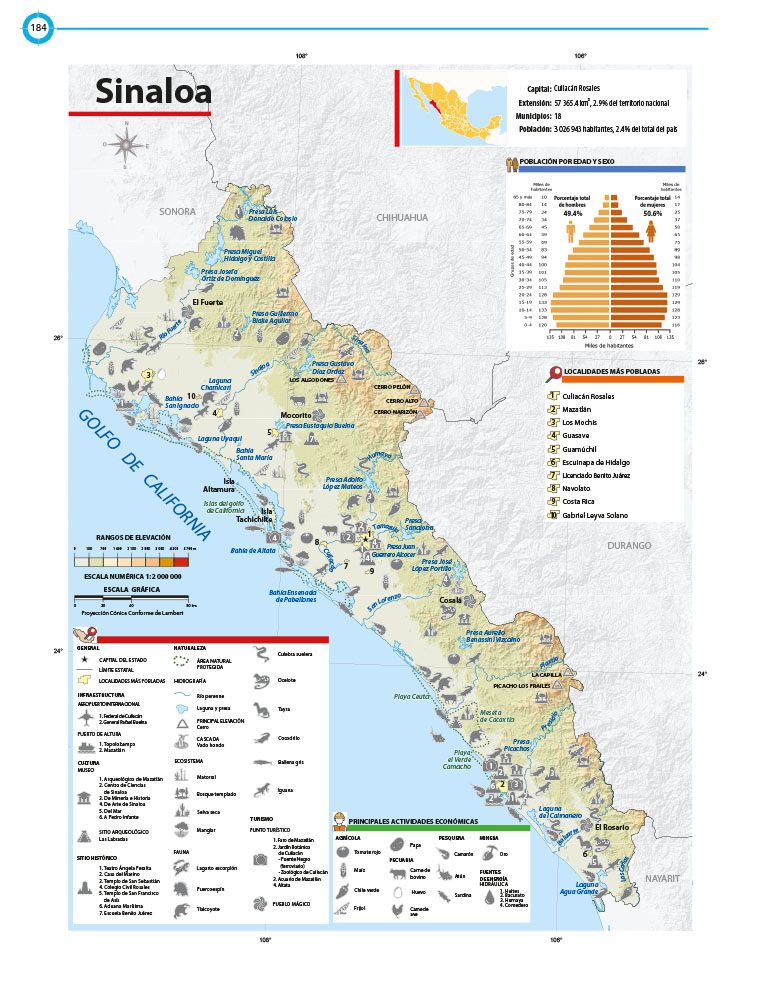 184
108°
106°
Sinaloa
Capital: Culiacán Rosales
Extensión: 57 365.4 km², 2.9% del territorio nacional
Municipios: 18
Población: 3 026 943 habitantes, 2.4% del total del país
N
O
E
S
POBLACIÓN POR EDAD Y SEXO
Miles de habitantes
Miles de habitantes
Porcentaje total de hombres
49.4%
Porcentaje total de mujeres
50.6%
Grupos de edad
85 y más 10 14
80-84 14 17
75-79 24 25
70-74 34 37
65-69 45 50
60-64 59 65
55-59 69 75
50-54 83 89
45-49 94 98
40-44 100 104
35-39 101 105
30-34 105 110
25-29 113 119
20-24 128 129
15-19 133 129
10-14 133 128
5-9 128 123
0-4 120 116
135 108 81 54 27 0 27 54 81 108 135
Miles de habitantes
LOCALIDADES MÁS POBLADAS
1 Culiacán Rosales
2 Mazatlán
3 Los Mochis
4 Guasave
5 Guamúchil
6 Escuinapa de Hidalgo
7 Licenciado Benito Juárez
8 Navolato
9 Costa Rica
10 Gabriel Leyva Solano
SONORA
CHIHUAHUA
DURANGO
NAYARIT
26°
26°
24°
24°
Presa Luis
Donaldo Colosio
Presa Miguel
Hidalgo y Costilla
Presa Josefa
Ortiz de Domínguez
El Fuerte
Presa Guillermo
Blake Aguilar
Río Fuerte
Sinaloa
Presa Gustavo
Díaz Ordaz
LOS ALGODONES
CERRO PELÓN
CERRO ALTO
CERRO NARIZÓN
Laguna
Chamicari
Bahía
San Ignacio
Mocorito
Presa Eustaquio Buelna
Laguna Uyaqui
Bahía
Santa María
Humaya
GOLFO DE CALIFORNIA
Isla
Altamura
Islas del golfo
de California
Isla
Tachichilte
Presa Adolfo
López Mateos
Presa
Sanalona
Tamazula
Presa Juan
Guerrero Alcocer
Bahía de Altata
Culiacán
Presa José
López Portillo
Bahía Ensenada
de Pabellones
San Lorenzo
Cosalá
Presa Aurelio
Benassini Vizcaíno
Piaxtla
LA CAPILLA
PICACHO LOS FRAILES
Playa Ceuta
Meseta
de Cacaxtla
Presidio
Presa
Picachos
Playa
el Verde
Camacho
Laguna
del Caimanero
Baluarte
El Rosario
Las Cañas
Laguna
Agua Grande
RANGOS DE ELEVACIÓN
ESCALA NUMÉRICA 1:2 000 000
ESCALA GRÁFICA
0 20 40 80 km
Proyección Cónica Conforme de Lambert
GENERAL
CAPITAL DEL ESTADO
LÍMITE ESTATAL
LOCALIDADES MÁS POBLADAS
INFRAESTRUCTURA
AEROPUERTO INTERNACIONAL
1. Federal de Culiacán
2. General Rafael Buelna
PUERTO DE ALTURA
1. Topolobampo
2. Mazatlán
CULTURA
MUSEO
1. Arqueológico de Mazatlán
2. Centro de Ciencias
de Sinaloa
3. De Minería e Historia
4. De Arte de Sinaloa
5. Del Mar
6. A Pedro Infante
SITIO ARQUEOLÓGICO
Las Labradas
SITIO HISTÓRICO
1. Teatro Ángela Peralta
2. Casa del Marino
3. Templo de San Sebastián
4. Colegio Civil Rosales
5. Templo de San Francisco
de Asís
6. Aduana Marítima
7. Escuela Benito Juárez
NATURALEZA
ÁREA NATURAL
PROTEGIDA
HIDROGRAFÍA
Río perenne
Laguna y presa
PRINCIPAL ELEVACIÓN
Cerro
CASCADA
Vado hondo
ECOSISTEMA
Matorral
Bosque templado
Selva seca
Manglar
FAUNA
Lagarto escorpión
Puercoespín
Tlalcoyote
Culebra suelera
Ocelote
Tayra
Cocodrilo
Ballena gris
Iguana
TURISMO
PUNTO TURÍSTICO
1. Faro de Mazatlán
2. Jardín Botánico
de Culiacán
- Puente Negro
(ferroviario)
- Zoológico de Culiacán
3. Acuario de Mazatlán
4. Altata
PUEBLO MÁGICO
PRINCIPALES ACTIVIDADES ECONÓMICAS
AGRÍCOLA
Tomate rojo
Maíz
Chile verde
Frijol
Papa
PECUARIA
Carne de
bovino
Huevo
Carne de
ave
PESQUERA
Camarón
Atún
Sardina
MINERÍA
Oro
FUENTES
DE ENERGÍA
HIDRÁULICA
1. Huites
2. Bacurato
3. Humaya
4. Comedero
108°
106°